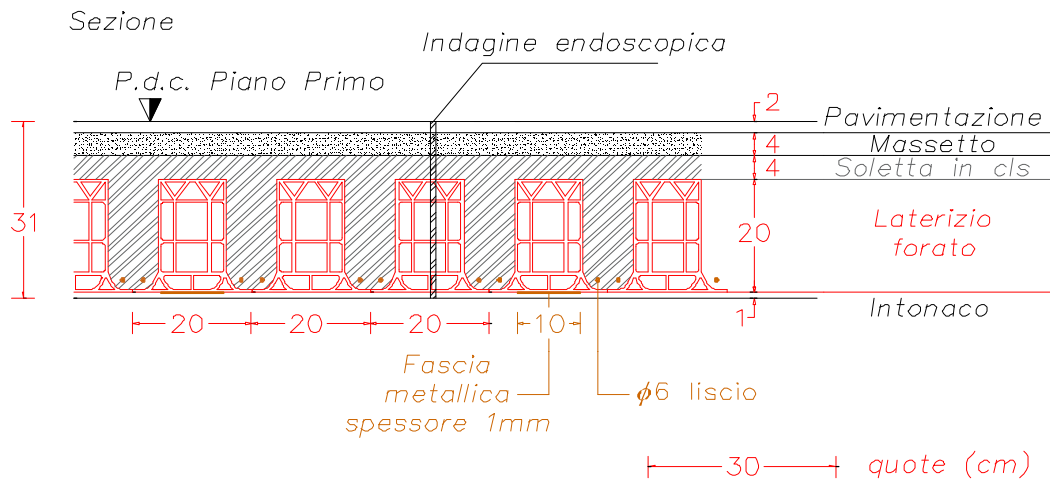 Sezione
Indagine endoscopica
P.d.c. Piano Primo
2
Pavimentazione
4
Massetto
4
Soletta in cls
31
20
Laterizio
forato
1
Intonaco
20
20
20
10
Fascia
metallica
spessore 1mm
ϕ6 liscio
30
quote (cm)